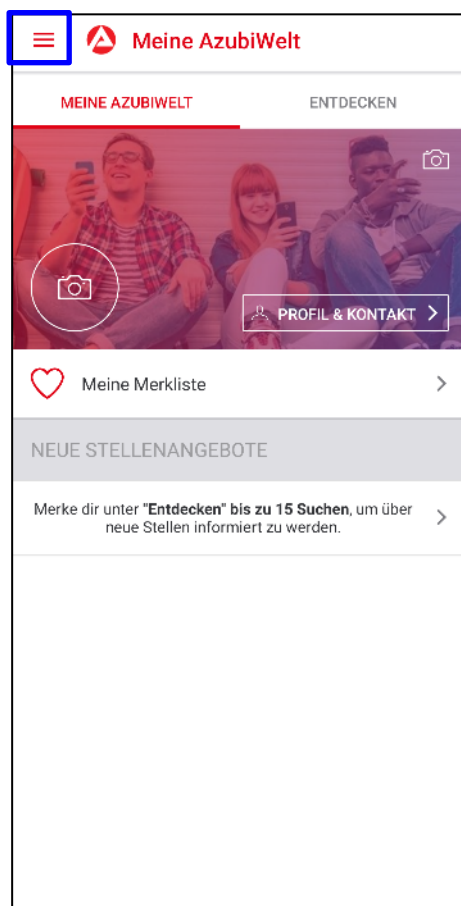 Meine AzubiWelt
MEINE AZUBIWELT
ENTDECKEN
PROFIL & KONTAKT
Meine Merkliste
NEUE STELLENANGEBOTE
Merke dir unter "Entdecken" bis zu 15 Suchen, um über
neue Stellen informiert zu werden.